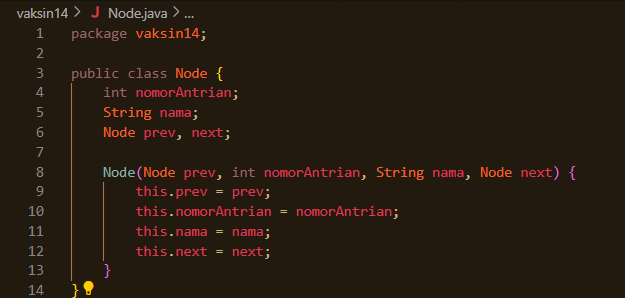 vaksin14 > J Node.java > ...
1 package vaksin14;
2
3 public class Node {
4 int nomorAntrian;
5 String nama;
6 Node prev, next;
7
8 Node(Node prev, int nomorAntrian, String nama, Node next) {
9 this.prev = prev;
10 this.nomorAntrian = nomorAntrian;
11 this.nama = nama;
12 this.next = next;
13 }
14 }